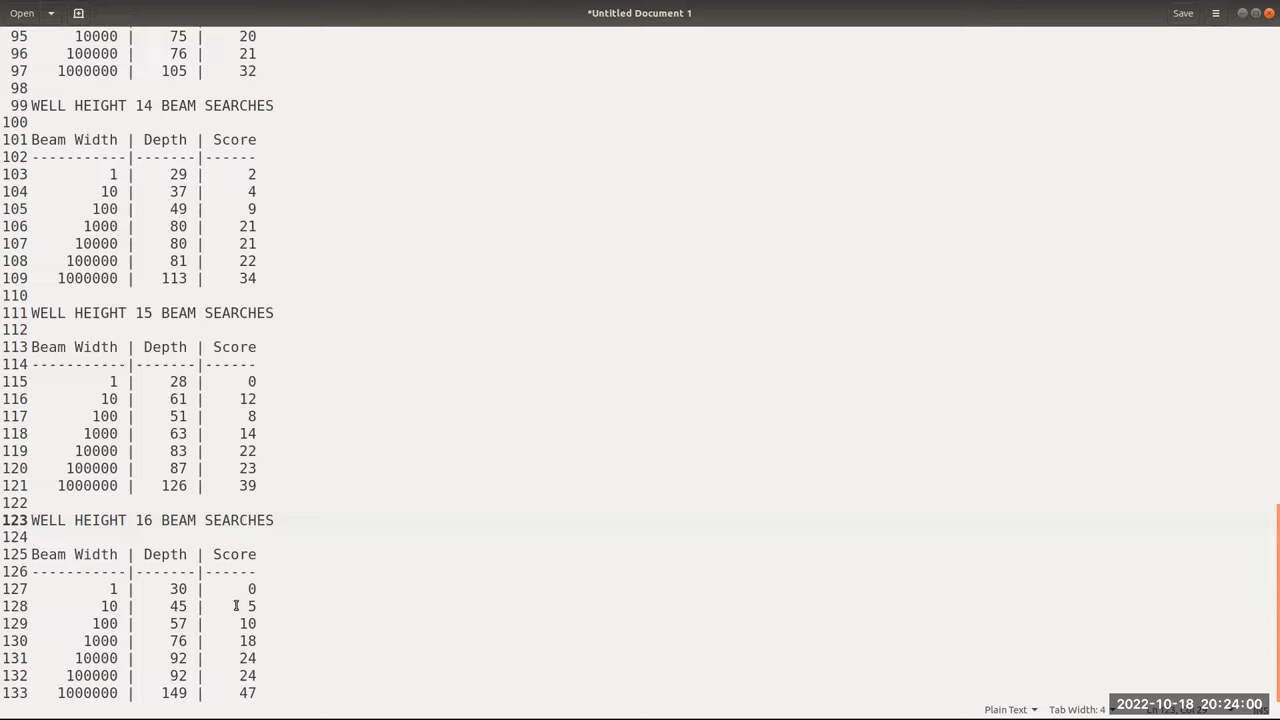 Open
*Untitled Document 1
Save
95 10000 | 75 | 20
96 100000 | 76 | 21
97 1000000 | 105 | 32
98
99 WELL HEIGHT 14 BEAM SEARCHES
100
101 Beam Width | Depth | Score
102 -----------|-------|------
103 1 | 29 | 2
104 10 | 37 | 4
105 100 | 49 | 9
106 1000 | 80 | 21
107 10000 | 80 | 21
108 100000 | 81 | 22
109 1000000 | 113 | 34
110
111 WELL HEIGHT 15 BEAM SEARCHES
112
113 Beam Width | Depth | Score
114 -----------|-------|------
115 1 | 28 | 0
116 10 | 61 | 12
117 100 | 51 | 8
118 1000 | 63 | 14
119 10000 | 83 | 22
120 100000 | 87 | 23
121 1000000 | 126 | 39
122
123 WELL HEIGHT 16 BEAM SEARCHES
124
125 Beam Width | Depth | Score
126 -----------|-------|------
127 1 | 30 | 0
128 10 | 45 | 5
129 100 | 57 | 10
130 1000 | 76 | 18
131 10000 | 92 | 24
132 100000 | 92 | 24
133 1000000 | 149 | 47
Plain Text Tab Width: 4
2022-10-18 20:24:00